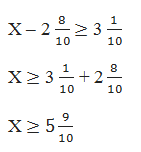 X – 2 8/10 ≥ 3 1/10
X ≥ 3 1/10 + 2 8/10
X ≥ 5 9/10